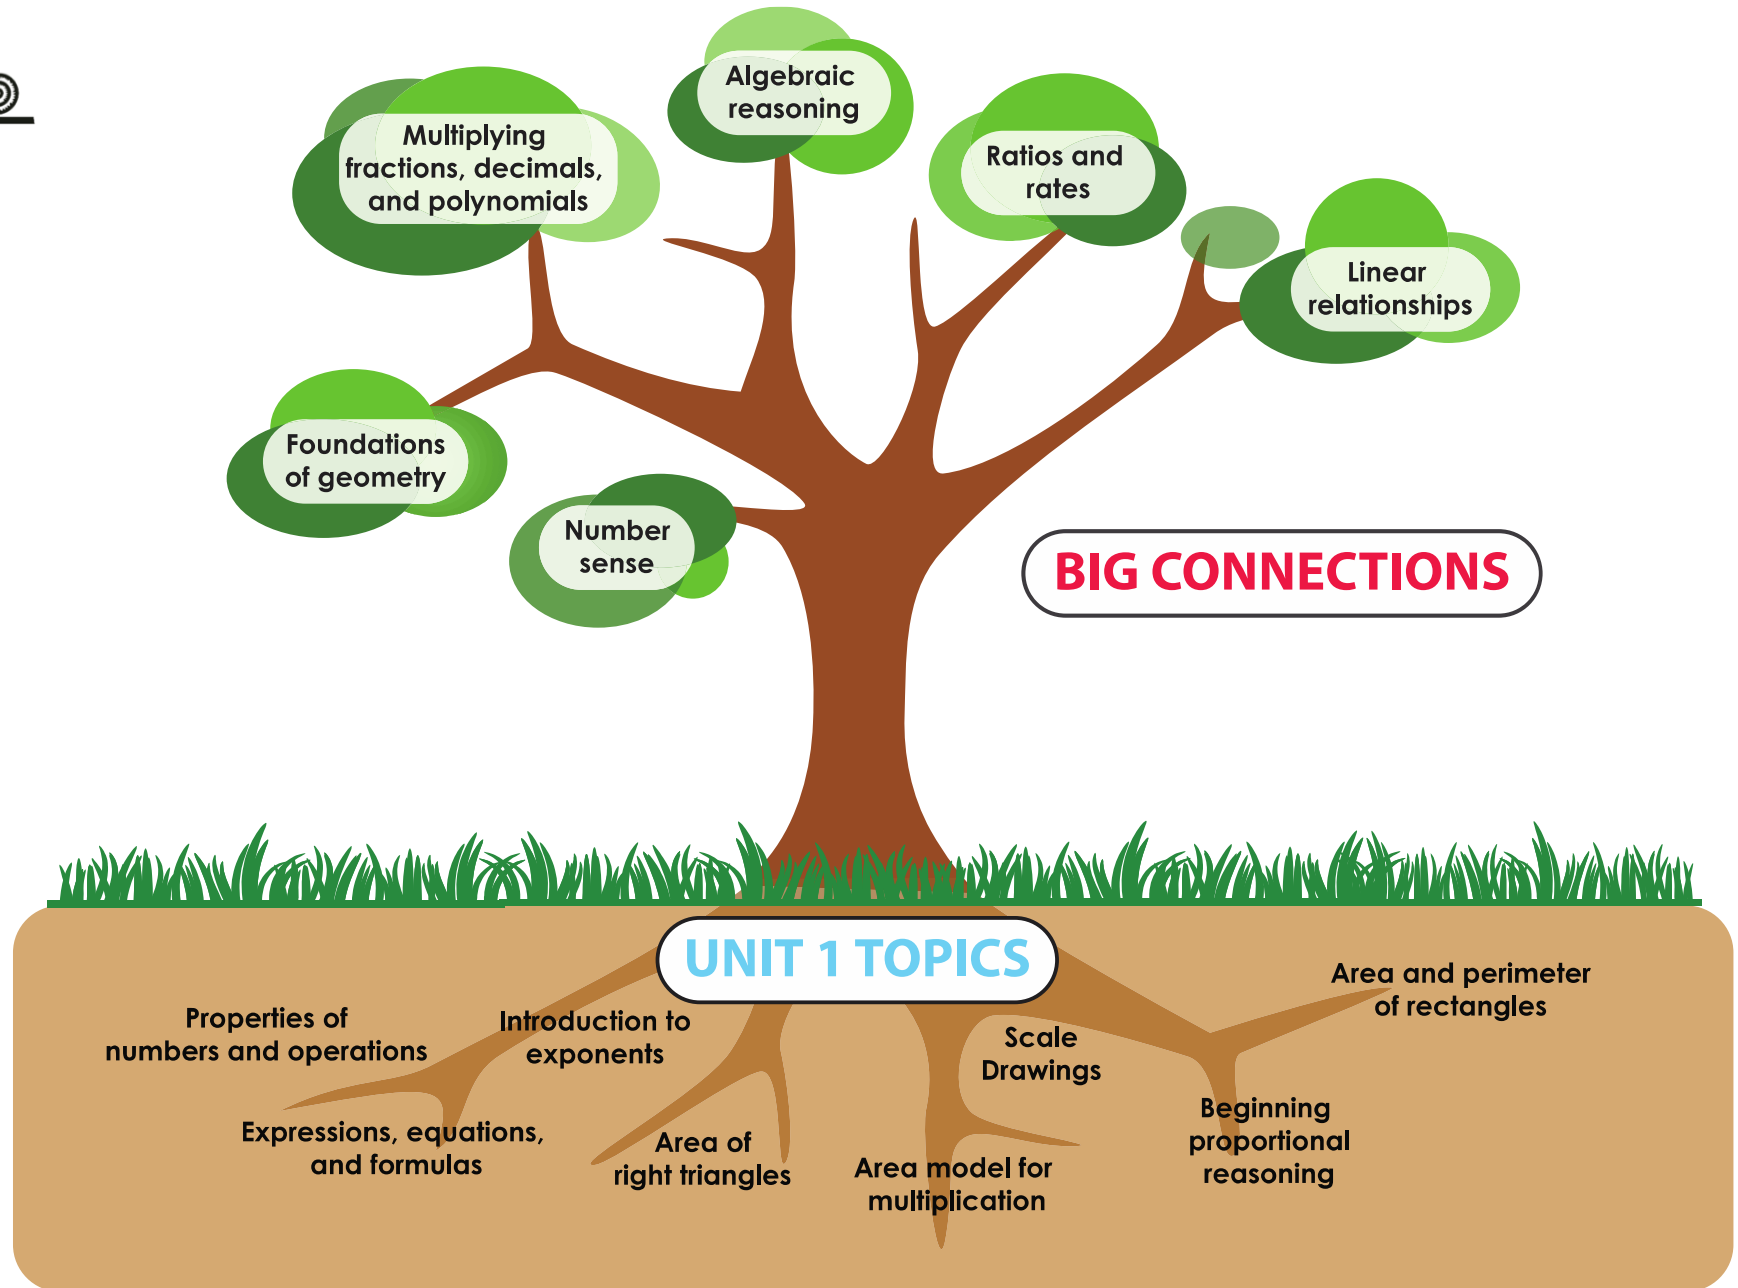 Algebraic
reasoning
Multiplying
fractions, decimals,
and polynomials
Ratios and
rates
Linear
relationships
Foundations
of geometry
Number
sense
BIG CONNECTIONS
UNIT 1 TOPICS
Properties of
numbers and operations
Introduction to
exponents
Scale
Drawings
Area and perimeter
of rectangles
Expressions, equations,
and formulas
Area of
right triangles
Area model for
multiplication
Beginning
proportional
reasoning